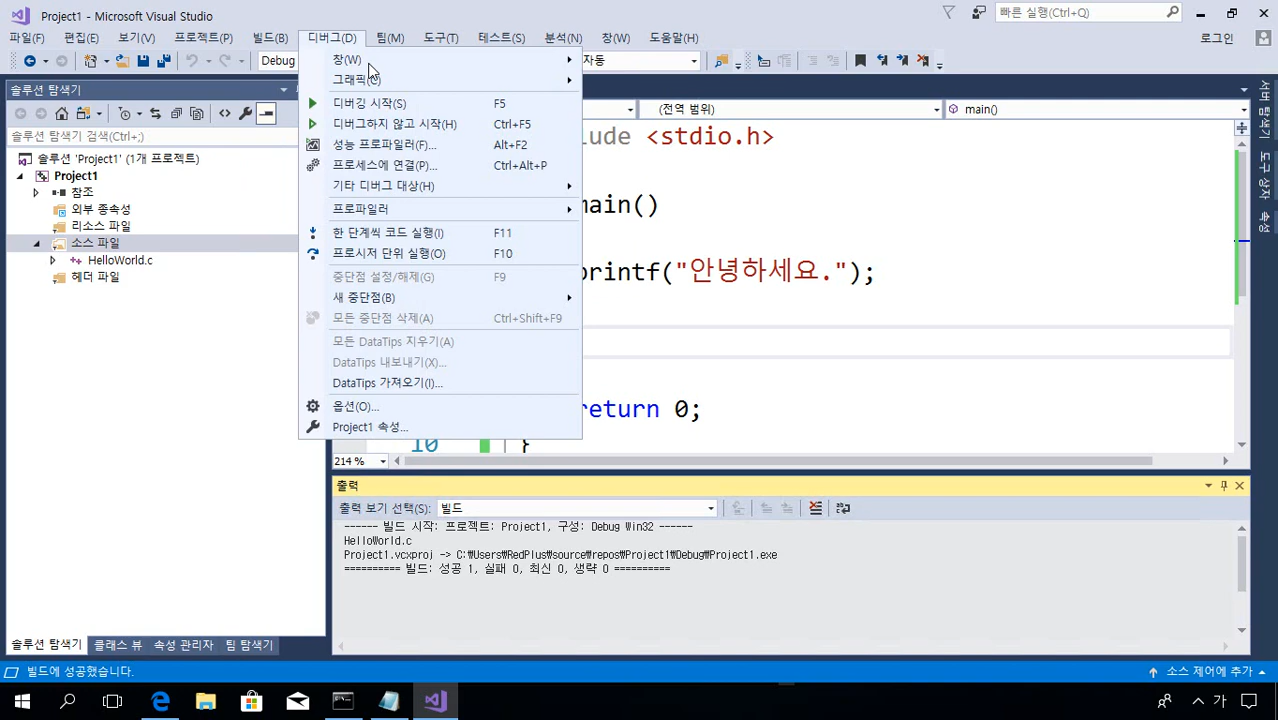 Project1 - Microsoft Visual Studio
빠른 실행(Ctrl+Q)
파일(F) 편집(E) 보기(V) 프로젝트(P) 빌드(B) 디버그(D) 팀(M) 도구(T) 테스트(S) 분석(N) 창(W) 도움말(H)
로그인
Debug
자동
창(W)
그래픽(C)
디버깅 시작(S) F5
디버그하지 않고 시작(H) Ctrl+F5
성능 프로파일러(F)... Alt+F2
프로세스에 연결(P)... Ctrl+Alt+P
기타 디버그 대상(H)
프로파일러
한 단계씩 코드 실행(I) F11
프로시저 단위 실행(O) F10
중단점 설정/해제(G) F9
새 중단점(B)
모든 중단점 삭제(A) Ctrl+Shift+F9
모든 DataTips 지우기(A)
DataTips 내보내기(X)...
DataTips 가져오기(I)...
옵션(O)...
Project1 속성...
솔루션 탐색기
솔루션 탐색기 검색(Ctrl+;)
솔루션 'Project1' (1개 프로젝트)
Project1
참조
외부 종속성
리소스 파일
소스 파일
HelloWorld.c
헤더 파일
솔루션 탐색기 클래스 뷰 속성 관리자 팀 탐색기
(전역 범위) main()
lude <stdio.h>
main()
printf("안녕하세요.");
return 0;
10 }
214 %
서버 탐색기
도구 상자
속성
출력
출력 보기 선택(S): 빌드
------ 빌드 시작: 프로젝트: Project1, 구성: Debug Win32 ------
HelloWorld.c
Project1.vcxproj -> C:₩Users₩RedPlus₩source₩repos₩Project1₩Debug₩Project1.exe
========== 빌드: 성공 1, 실패 0, 최신 0, 생략 0 ==========
빌드에 성공했습니다.
소스 제어에 추가
가